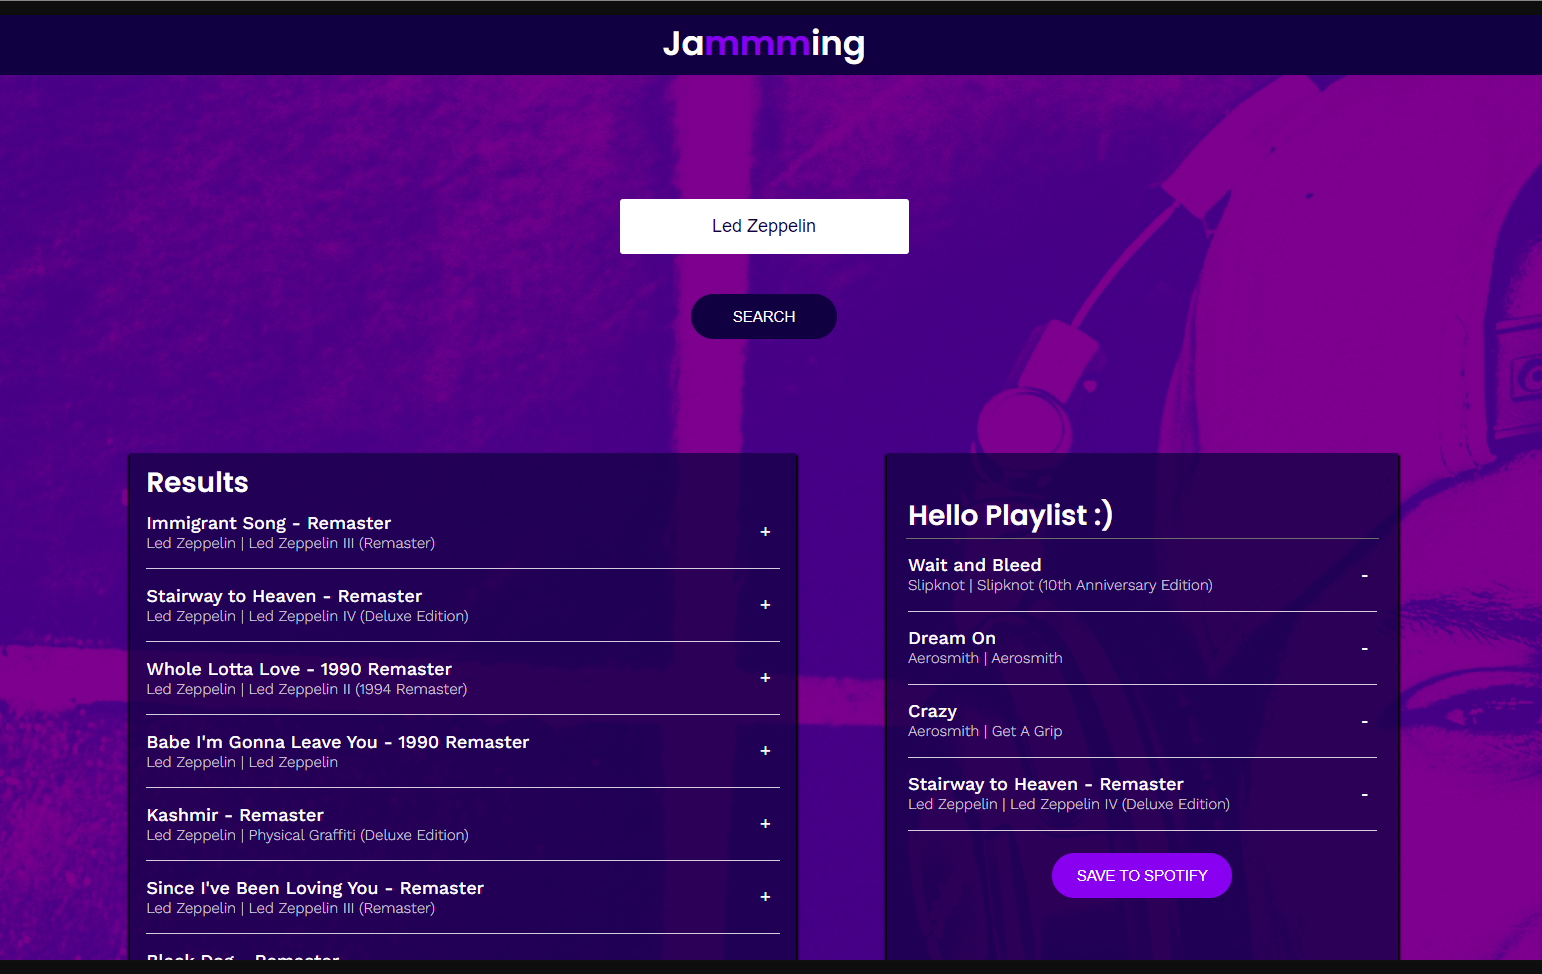 Jammming
Led Zeppelin
SEARCH
Results
Immigrant Song - Remaster
Led Zeppelin | Led Zeppelin III (Remaster)
+
Stairway to Heaven - Remaster
Led Zeppelin | Led Zeppelin IV (Deluxe Edition)
+
Whole Lotta Love - 1990 Remaster
Led Zeppelin | Led Zeppelin II (1994 Remaster)
+
Babe I'm Gonna Leave You - 1990 Remaster
Led Zeppelin | Led Zeppelin
+
Kashmir - Remaster
Led Zeppelin | Physical Graffiti (Deluxe Edition)
+
Since I've Been Loving You - Remaster
Led Zeppelin | Led Zeppelin III (Remaster)
+
Black Dog - Remaster
Hello Playlist :)
Wait and Bleed
Slipknot | Slipknot (10th Anniversary Edition)
-
Dream On
Aerosmith | Aerosmith
-
Crazy
Aerosmith | Get A Grip
-
Stairway to Heaven - Remaster
Led Zeppelin | Led Zeppelin IV (Deluxe Edition)
-
SAVE TO SPOTIFY